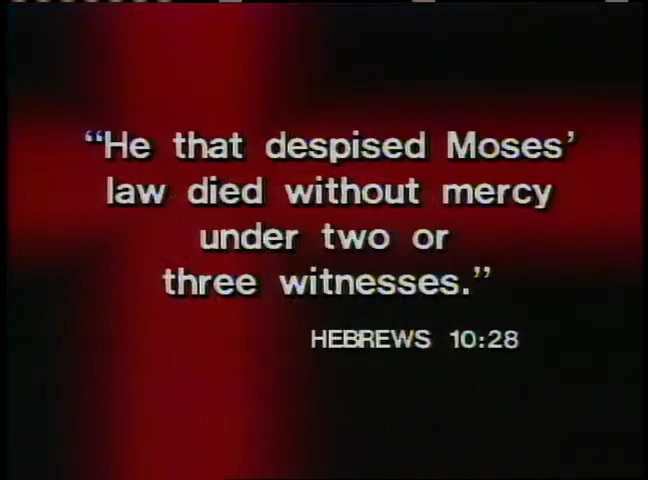 “He that despised Moses’
law died without mercy
under two or
three witnesses.”
HEBREWS 10:28